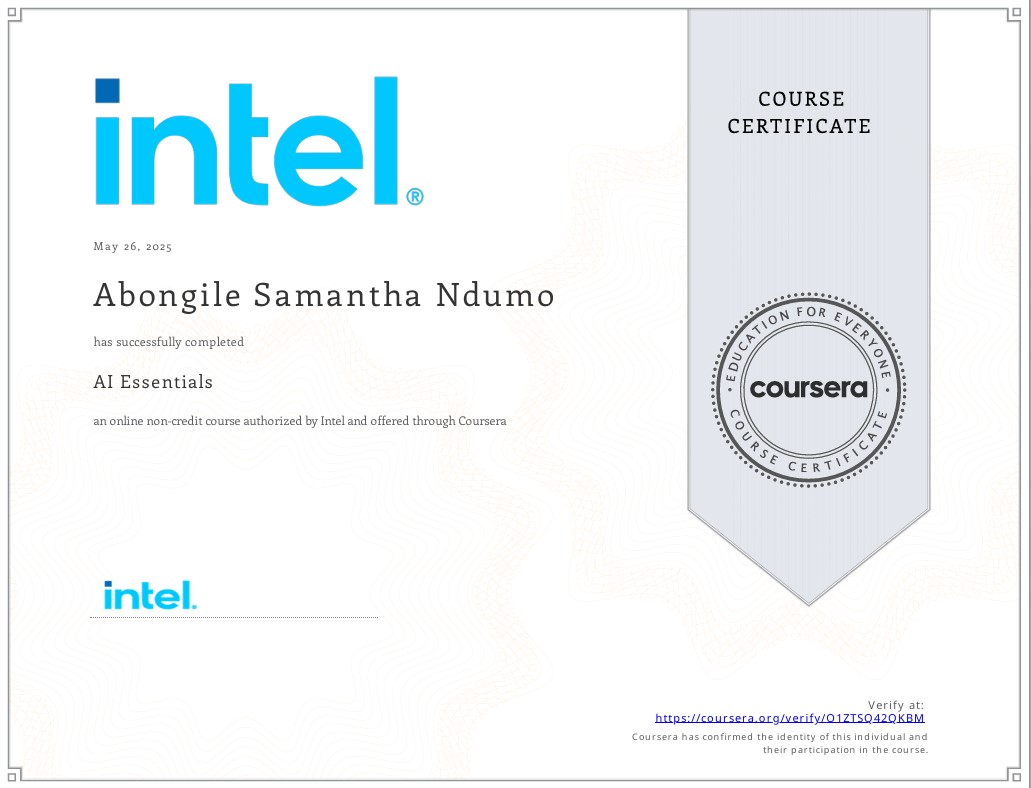 intel®
COURSE
CERTIFICATE
May 26, 2025
Abongile Samantha Ndumo
has successfully completed
AI Essentials
an online non-credit course authorized by Intel and offered through Coursera
EDUCATION FOR EVERYONE
coursera
COURSE CERTIFICATE
intel.
Verify at:
https://coursera.org/verify/O1ZTSQ42QKBM
Coursera has confirmed the identity of this individual and
their participation in the course.